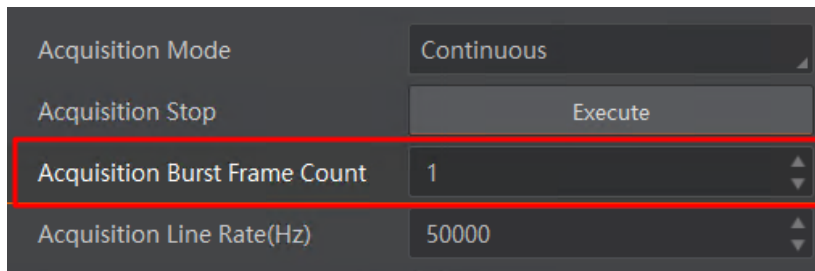 Acquisition Mode Continuous
Acquisition Stop Execute
Acquisition Burst Frame Count 1
Acquisition Line Rate(Hz) 50000